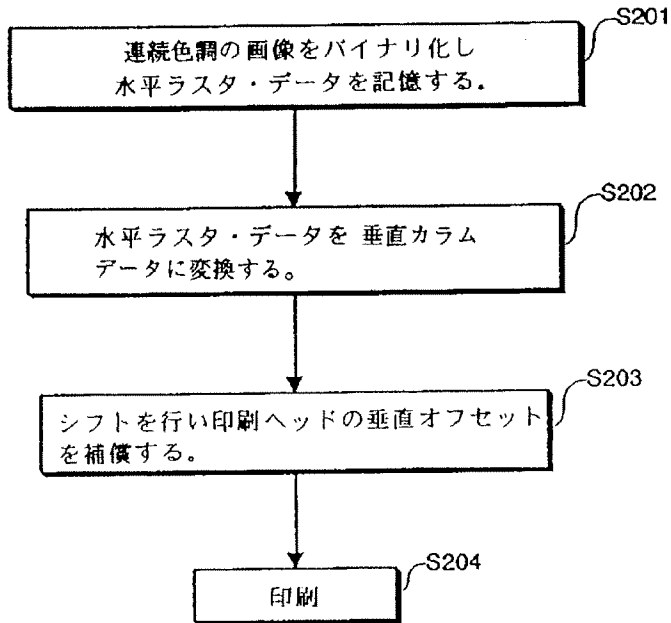 S201
連続色調の画像をバイナリ化し
水平ラスタ・データを記憶する.
S202
水平ラスタ・データを 垂直カラム
データに変換する。
S203
シフトを行い印刷ヘッドの垂直オフセット
を補償する。
S204
印刷